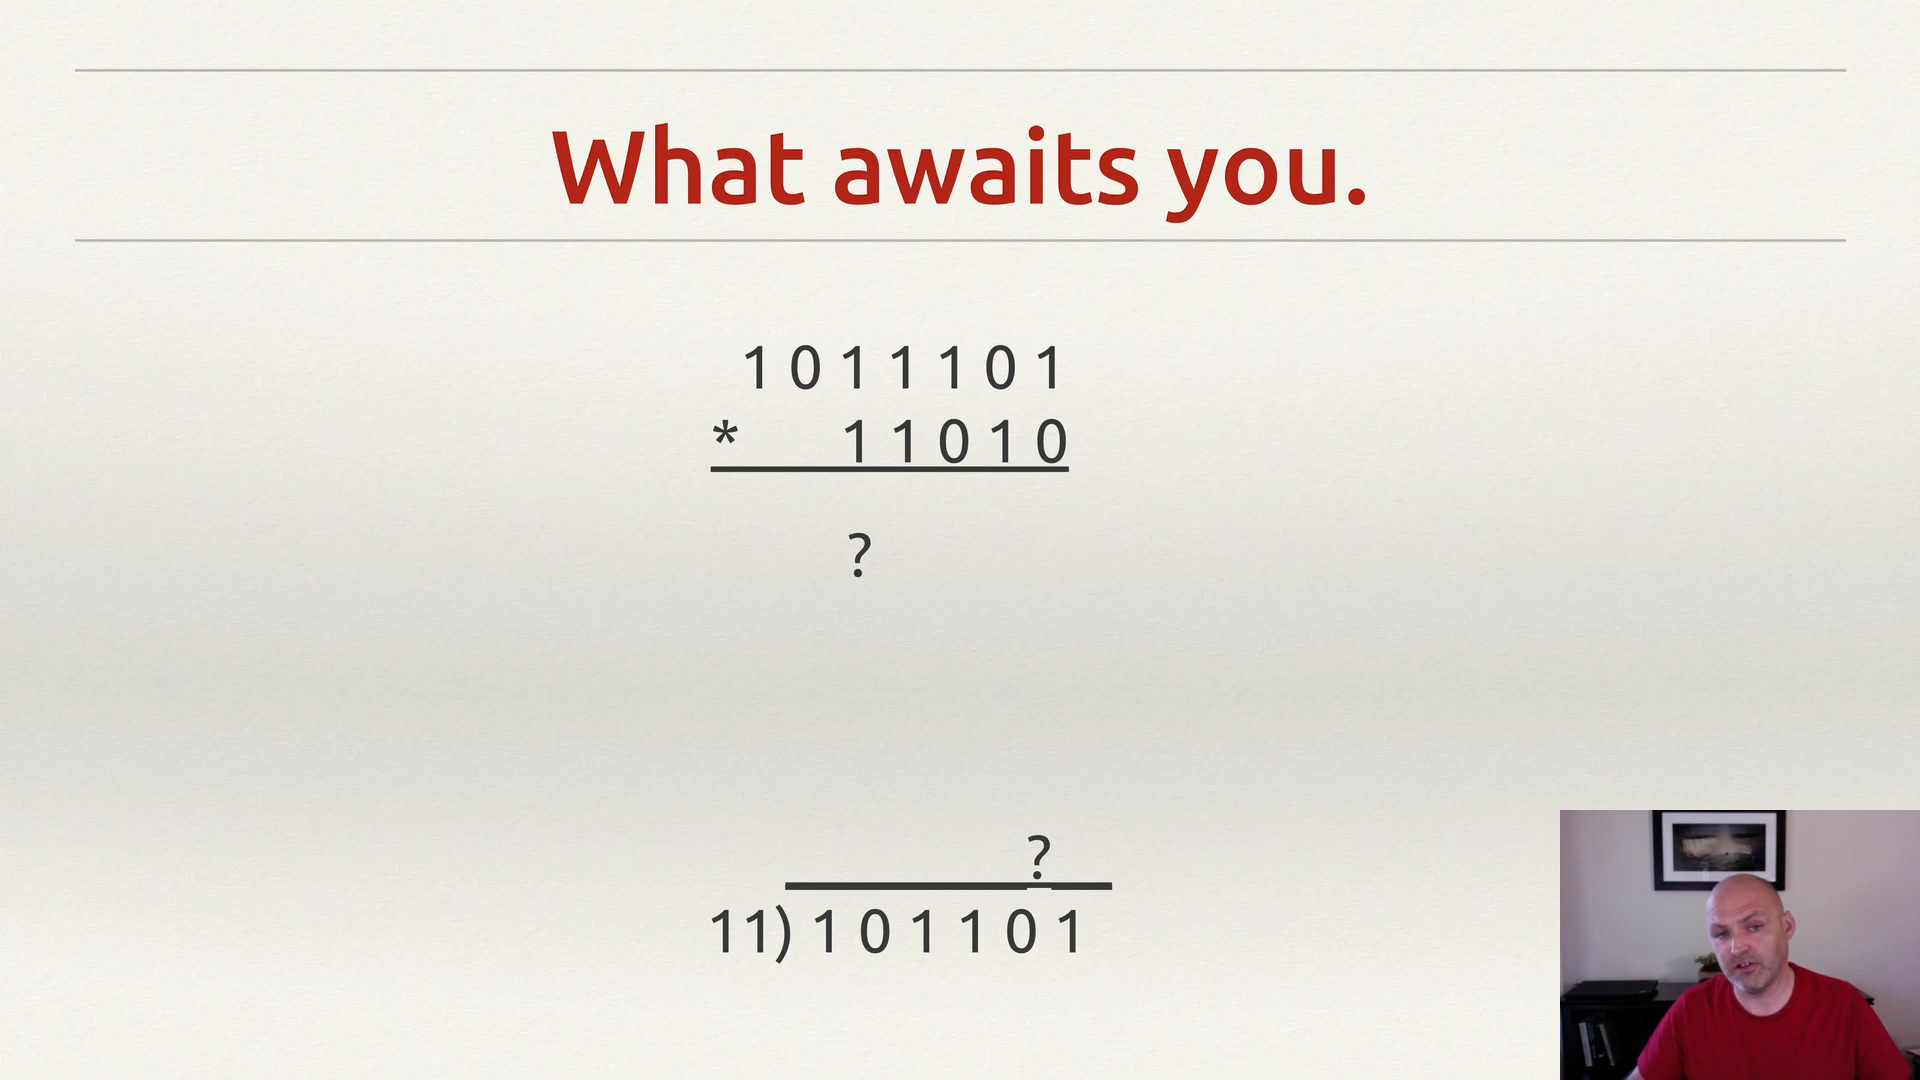 What awaits you.
1 0 1 1 1 0 1
* 1 1 0 1 0
?
?
11) 1 0 1 1 0 1